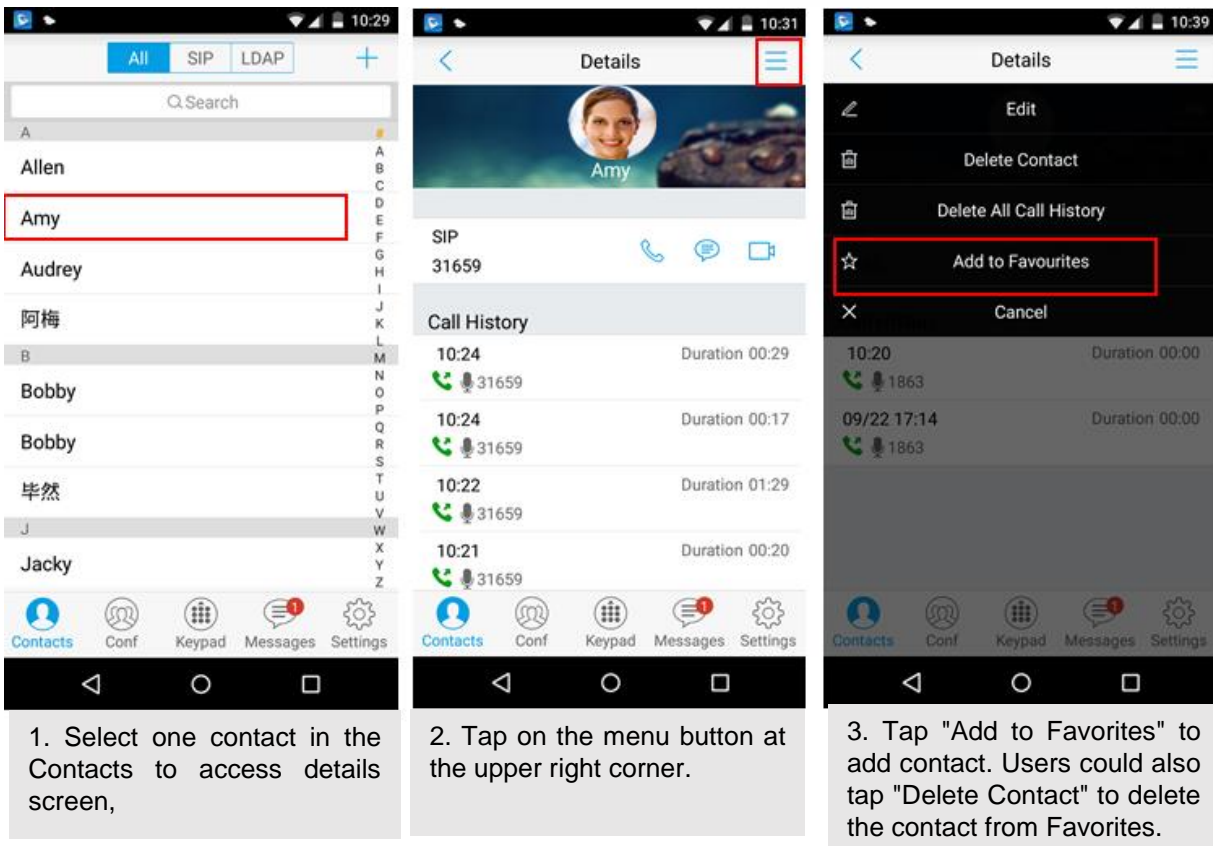 10:29
All SIP LDAP +
Search
A
#
A
B
C
D
E
F
G
H
I
J
K
L
M
N
O
P
Q
R
S
T
U
V
W
X
Y
Z
Allen
Amy
Audrey
阿梅
B
Bobby
Bobby
毕然
J
Jacky
Contacts Conf Keypad Messages 1 Settings
1. Select one contact in the
Contacts to access details
screen,
10:31
Details
Amy
SIP
31659
Call History
10:24 Duration 00:29
31659
10:24 Duration 00:17
31659
10:22 Duration 01:29
31659
10:21 Duration 00:20
31659
Contacts Conf Keypad Messages 1 Settings
2. Tap on the menu button at
the upper right corner.
10:39
Details
Edit
Delete Contact
Delete All Call History
Add to Favourites
Cancel
10:20 Duration 00:00
1863
09/22 17:14 Duration 00:00
1863
Contacts Conf Keypad Messages 1 Settings
3. Tap "Add to Favorites" to
add contact. Users could also
tap "Delete Contact" to delete
the contact from Favorites.